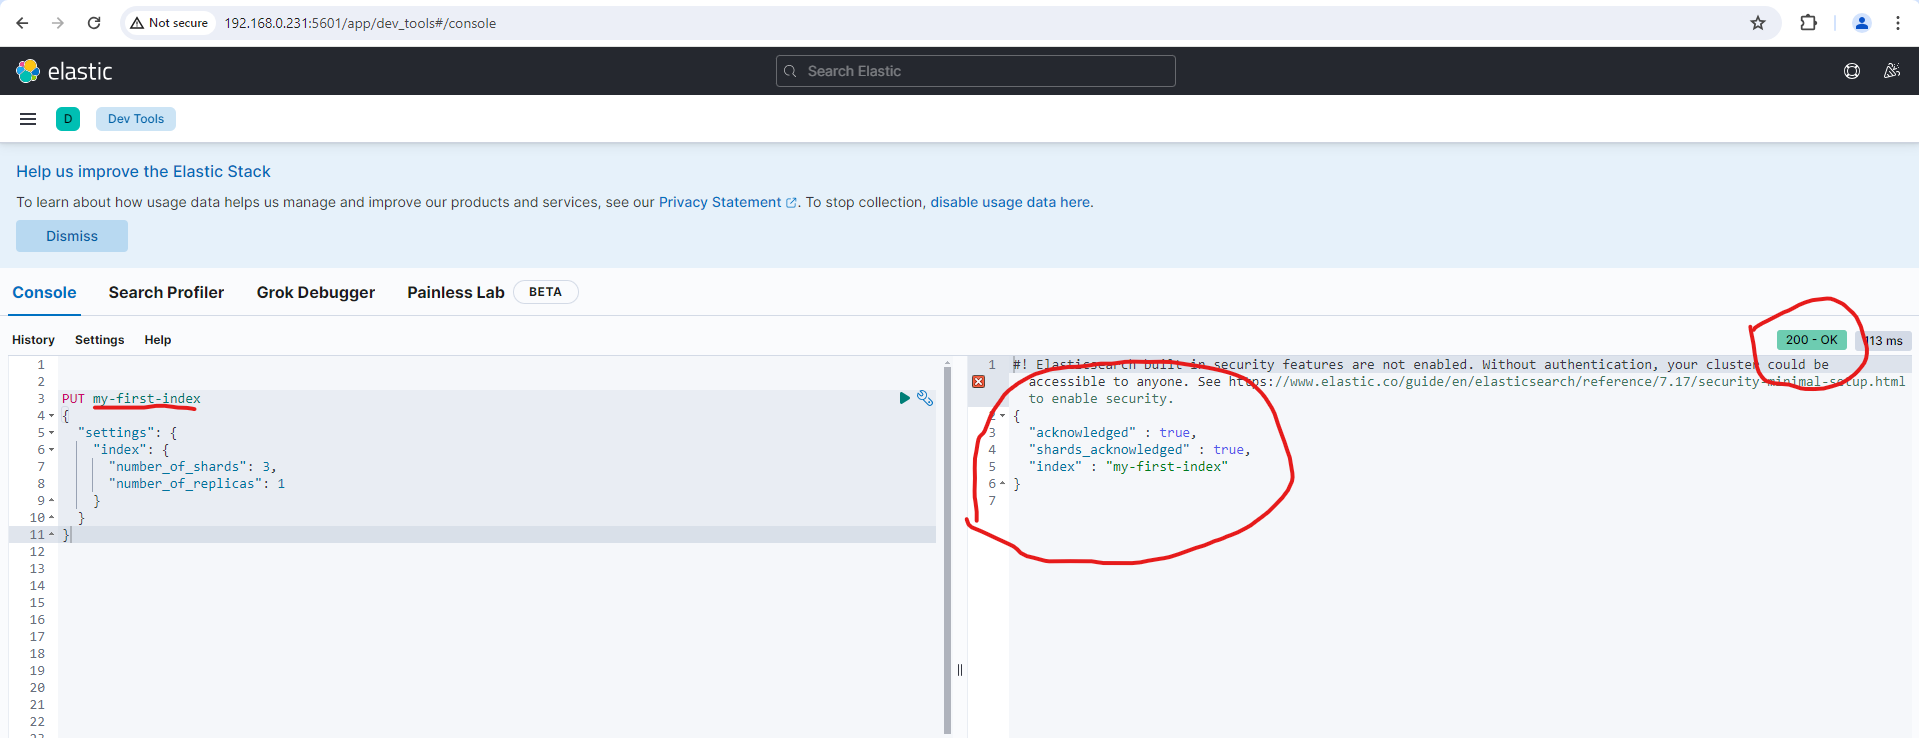 Not secure 192.168.0.231:5601/app/dev_tools#/console
elastic
Search Elastic
D Dev Tools
Help us improve the Elastic Stack
To learn about how usage data helps us manage and improve our products and services, see our Privacy Statement. To stop collection, disable usage data here.
Dismiss
Console Search Profiler Grok Debugger Painless Lab BETA
History Settings Help
200 - OK 113 ms
1
2
3 PUT my-first-index
4 {
5 "settings": {
6 "index": {
7 "number_of_shards": 3,
8 "number_of_replicas": 1
9 }
10 }
11 }
12
13
14
15
16
17
18
19
20
21
22
23
1 #! Elasticsearch built-in security features are not enabled. Without authentication, your cluster could be
accessible to anyone. See https://www.elastic.co/guide/en/elasticsearch/reference/7.17/security-minimal-setup.html
to enable security.
2 {
3 "acknowledged" : true,
4 "shards_acknowledged" : true,
5 "index" : "my-first-index"
6 }
7